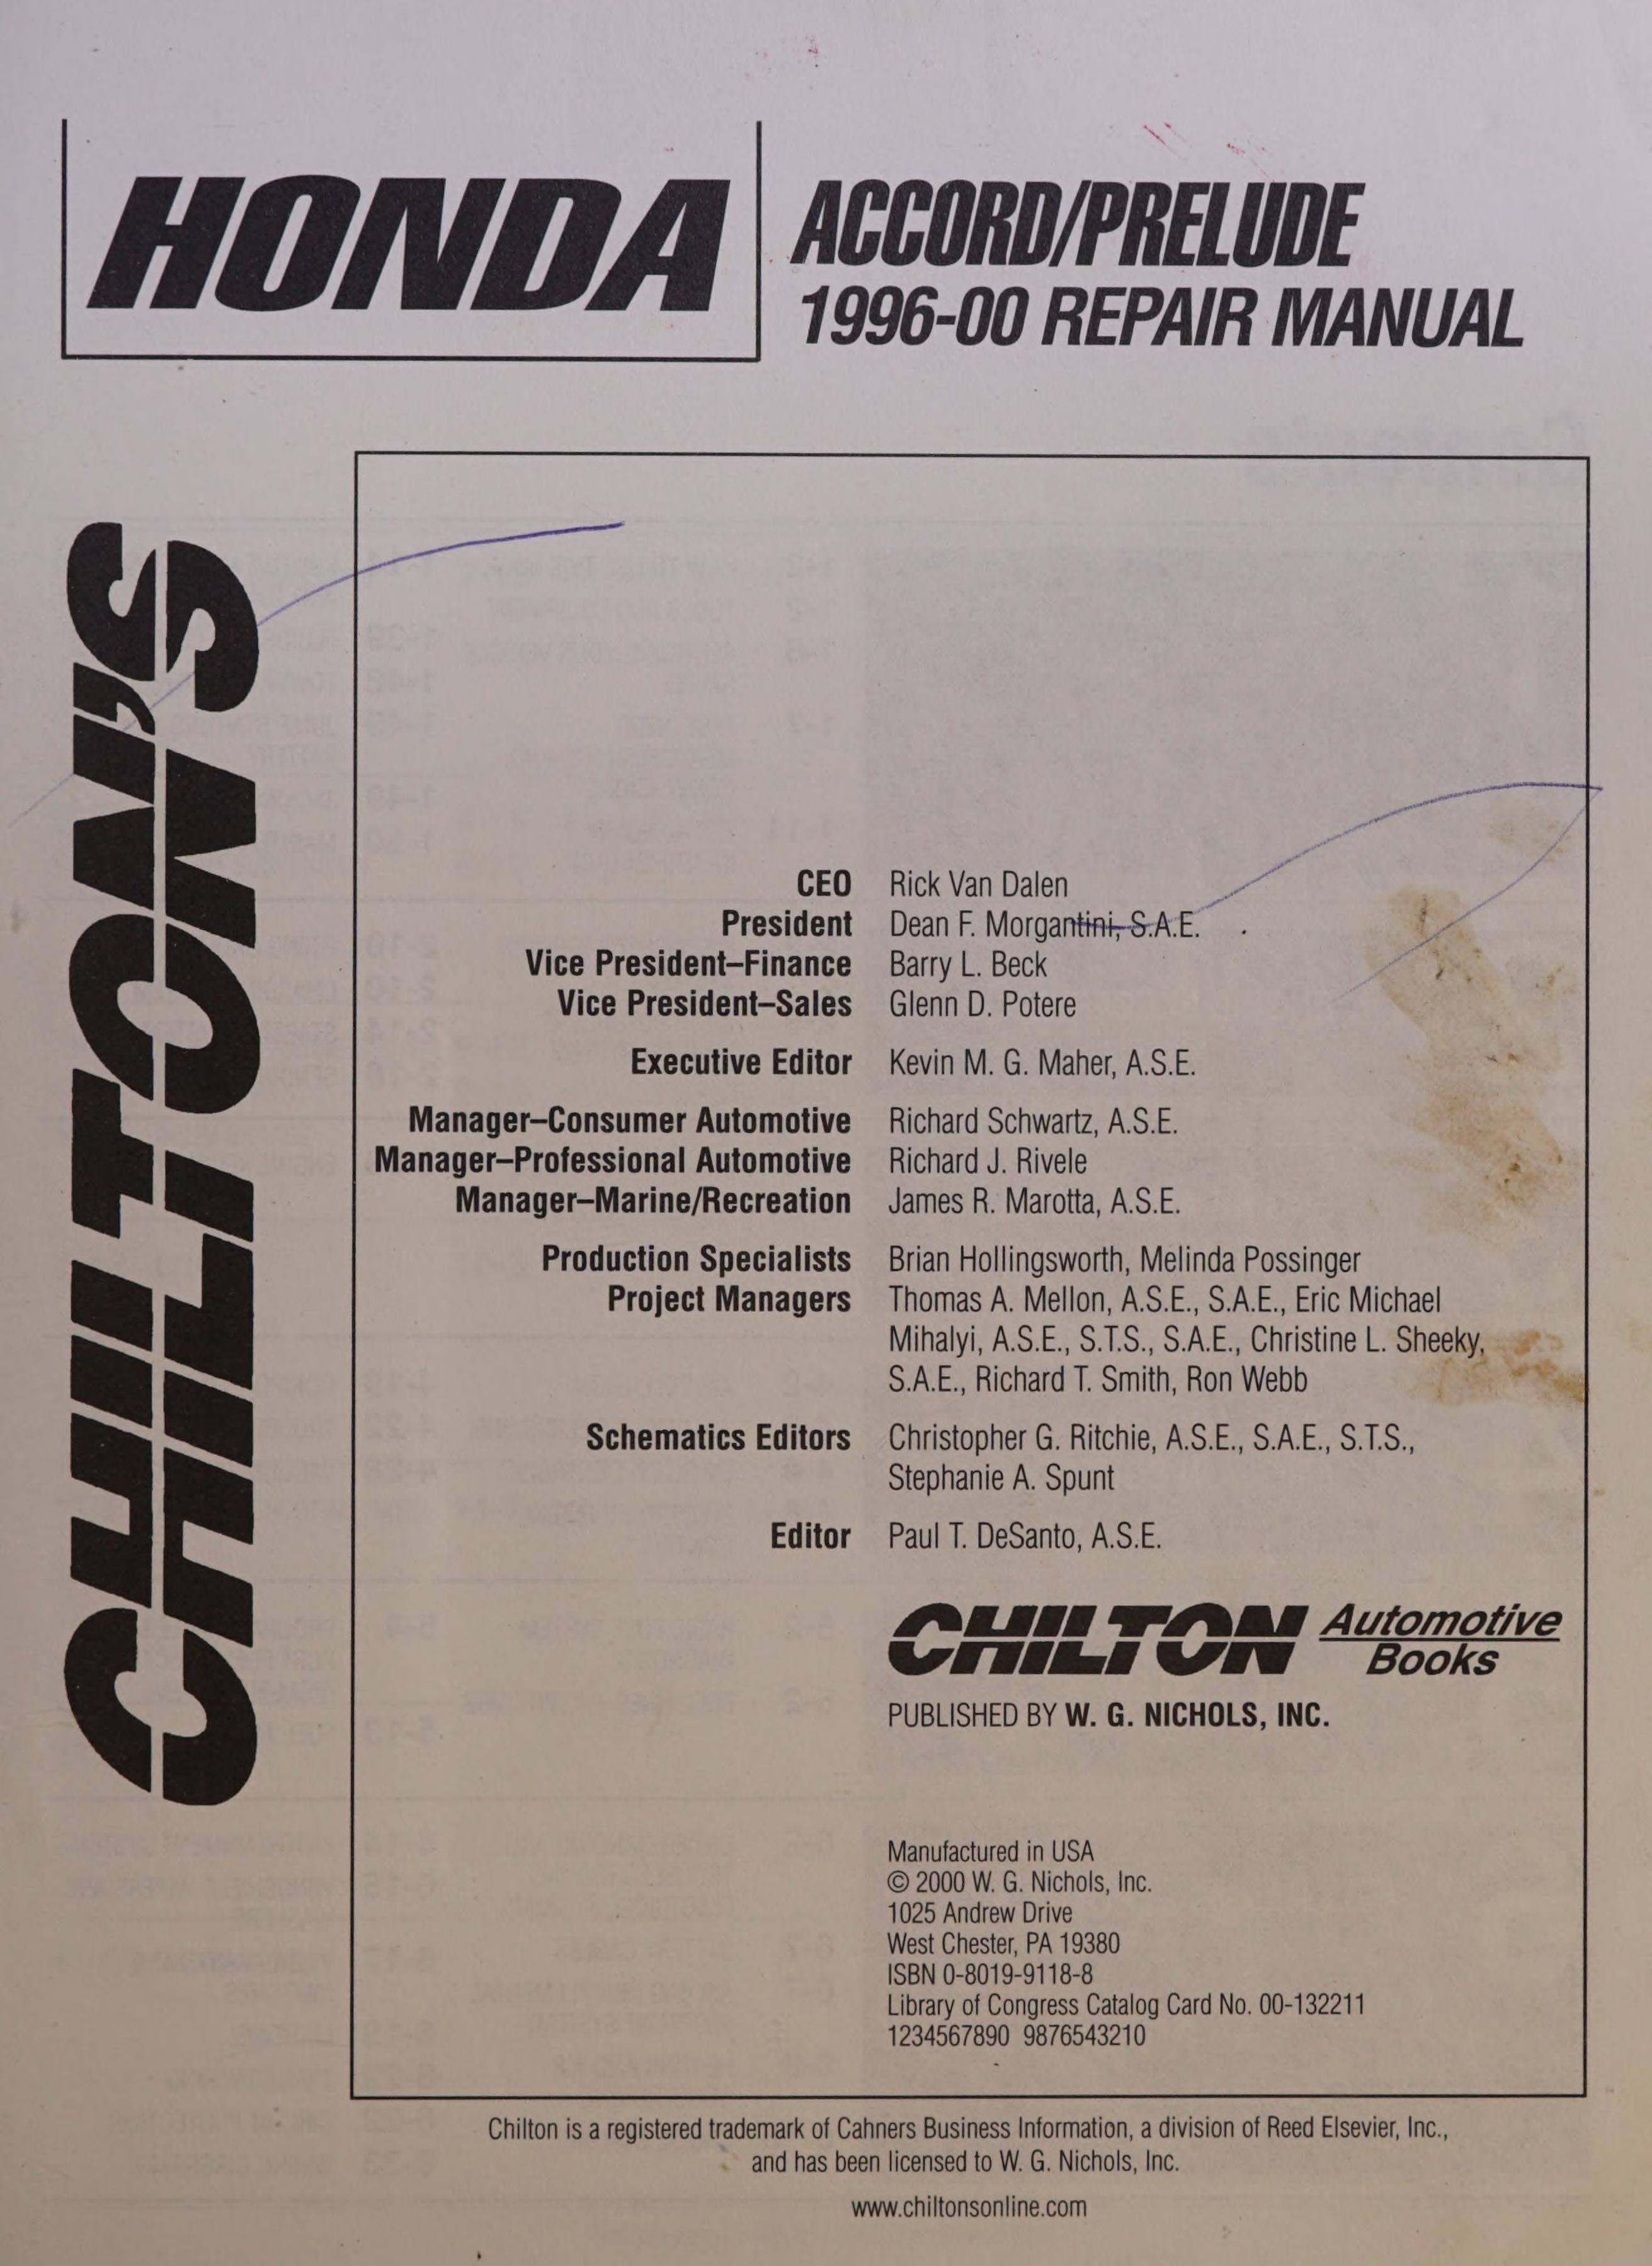 HONDA
ACCORD/PRELUDE
1996-00 REPAIR MANUAL
CHILTON'S
CEO Rick Van Dalen
President Dean F. Morgantini, S.A.E.
Vice President–Finance Barry L. Beck
Vice President–Sales Glenn D. Potere
Executive Editor Kevin M. G. Maher, A.S.E.
Manager–Consumer Automotive Richard Schwartz, A.S.E.
Manager–Professional Automotive Richard J. Rivele
Manager–Marine/Recreation James R. Marotta, A.S.E.
Production Specialists Brian Hollingsworth, Melinda Possinger
Project Managers Thomas A. Mellon, A.S.E., S.A.E., Eric Michael
Mihalyi, A.S.E., S.T.S., S.A.E., Christine L. Sheeky,
S.A.E., Richard T. Smith, Ron Webb
Schematics Editors Christopher G. Ritchie, A.S.E., S.A.E., S.T.S.,
Stephanie A. Spunt
Editor Paul T. DeSanto, A.S.E.
CHILTON Automotive
Books
PUBLISHED BY W. G. NICHOLS, INC.
Manufactured in USA
© 2000 W. G. Nichols, Inc.
1025 Andrew Drive
West Chester, PA 19380
ISBN 0-8019-9118-8
Library of Congress Catalog Card No. 00-132211
1234567890 9876543210
Chilton is a registered trademark of Cahners Business Information, a division of Reed Elsevier, Inc.,
and has been licensed to W. G. Nichols, Inc.
www.chiltonsonline.com